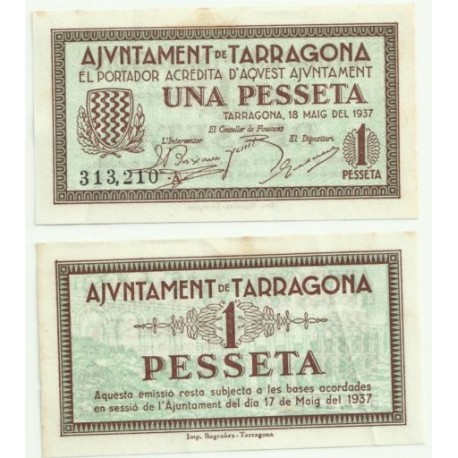 AJVNTAMENT DE TARRAGONA
EL PORTADOR ACREDITA D'AQVEST AJVNTAMENT
UNA PESSETA
TARRAGONA, 18 MAIG DEL 1937
L'Interventor El Conseller de Finances El Dipositari
313,210 A
1
PESSETA
AJVNTAMENT DE TARRAGONA
1
PESSETA
Aquesta emissió resta subjecta a les bases acordades
en sessió de l'Ajuntament del dia 17 de Maig del 1937
Imp. Sugrañes - Tarragona